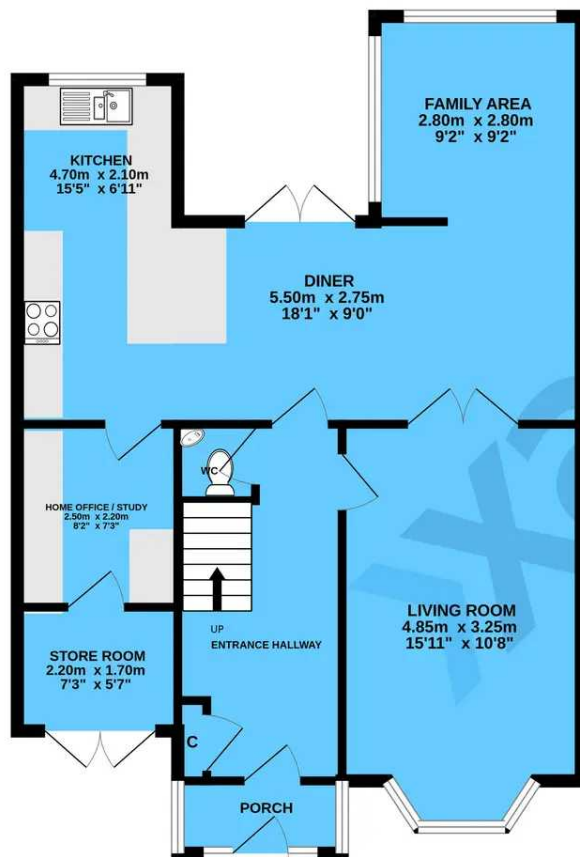 FAMILY AREA
2.80m x 2.80m
9'2" x 9'2"
KITCHEN
4.70m x 2.10m
15'5" x 6'11"
DINER
5.50m x 2.75m
18'1" x 9'0"
WC
HOME OFFICE / STUDY
2.50m x 2.20m
8'2" x 7'3"
LIVING ROOM
4.85m x 3.25m
15'11" x 10'8"
UP
ENTRANCE HALLWAY
STORE ROOM
2.20m x 1.70m
7'3" x 5'7"
C
PORCH